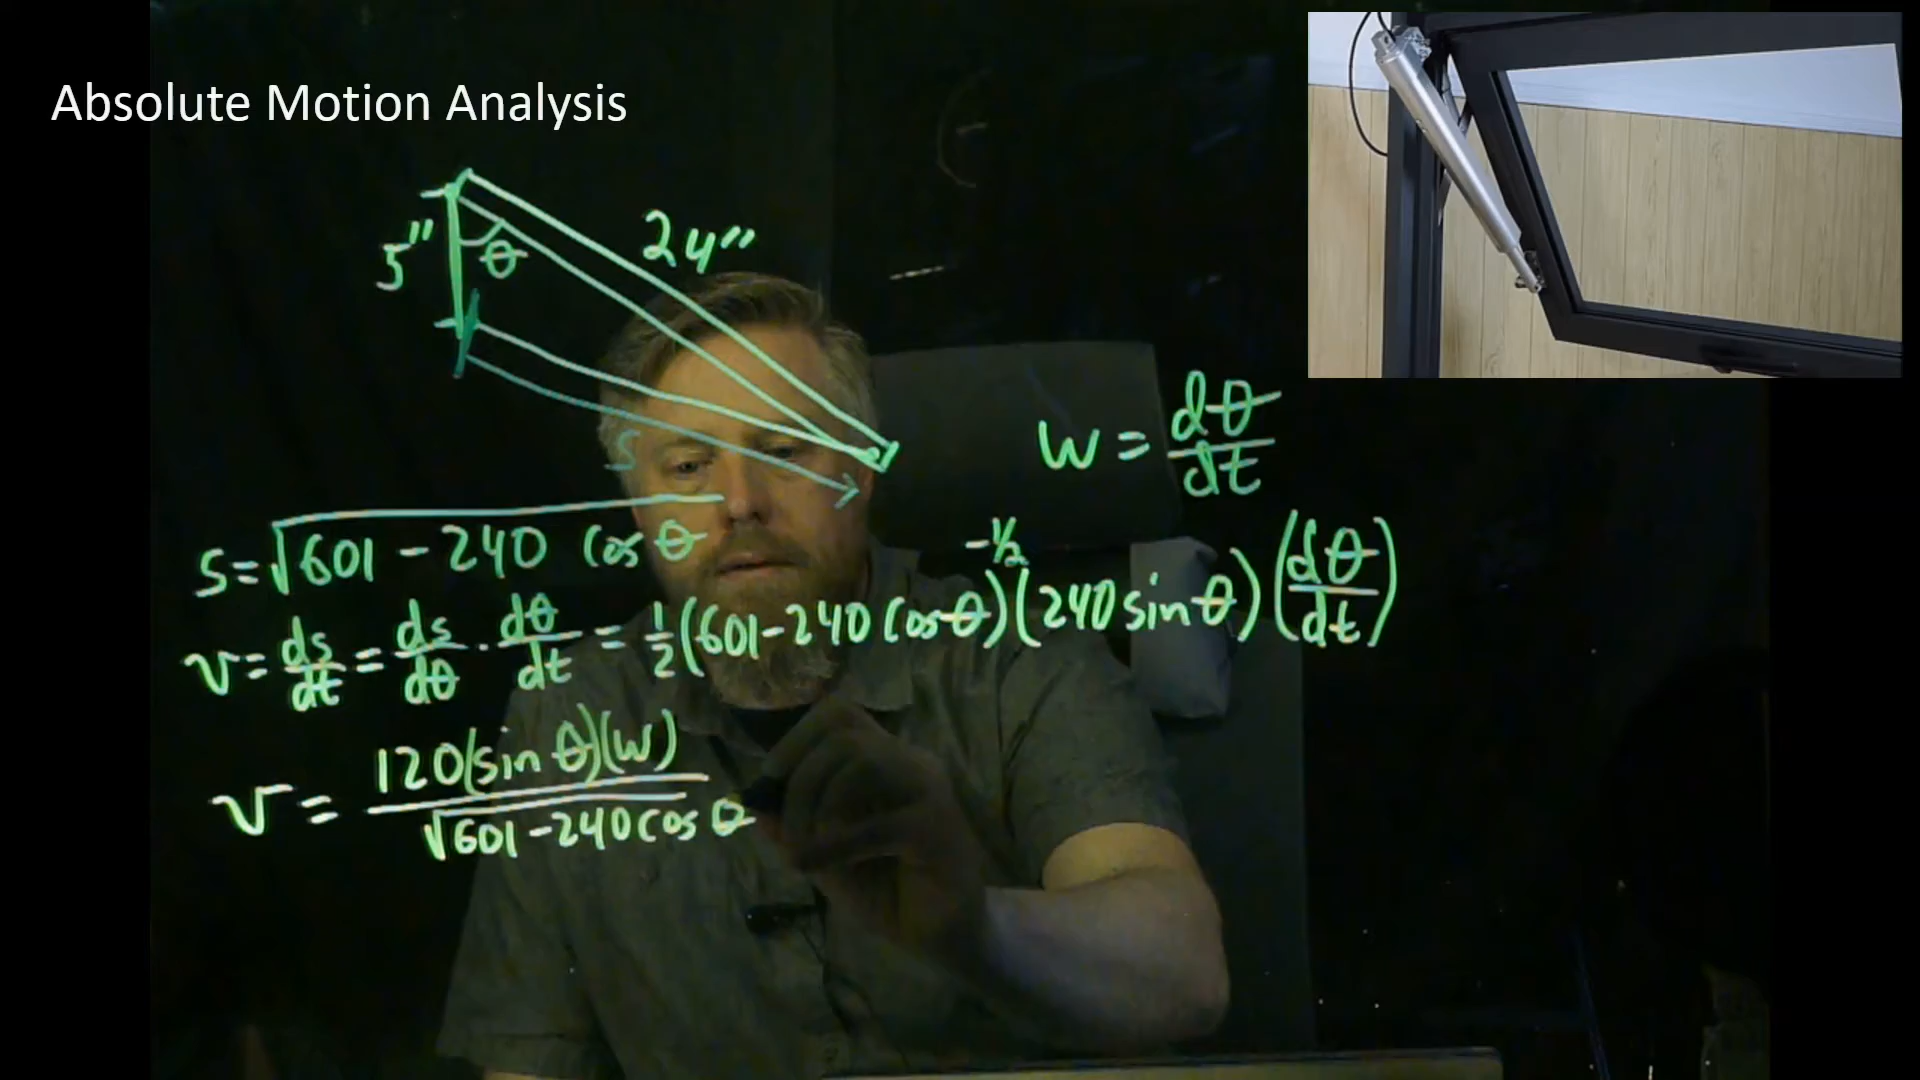 Absolute Motion Analysis
5"
θ
24"
S
w = dθ/dt
S = √601 - 240 cos θ
v = ds/dt = ds/dθ · dθ/dt = 1/2 (601 - 240 cos θ)^-1/2 (240 sin θ) (dθ/dt)
v = 120(sin θ)(w) / √601 - 240 cos θ